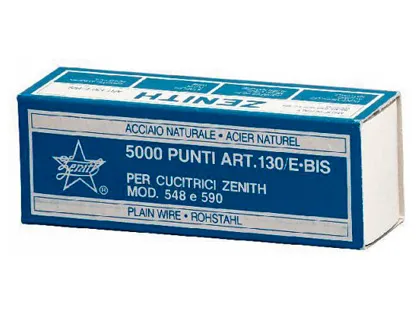 ZENITH
ACCIAIO NATURALE • ACIER NATUREL
Zenith
®
5000 PUNTI ART.130/E-BIS
PER CUCITRICI ZENITH
MOD. 548 e 590
PLAIN WIRE • ROHSTAHL